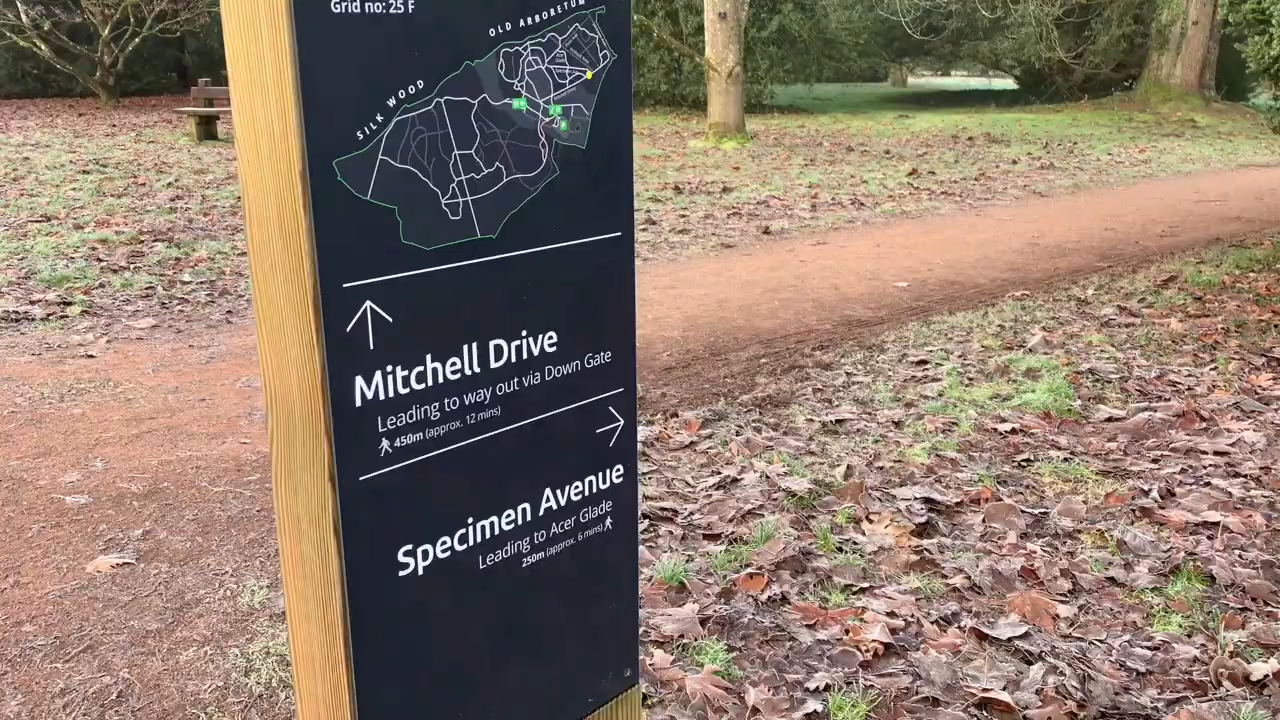 Grid no: 25 F
OLD ARBORETUM
SILK WOOD
Mitchell Drive
Leading to way out via Down Gate
450m (approx. 12 mins)
Specimen Avenue
Leading to Acer Glade
250m (approx. 6 mins)